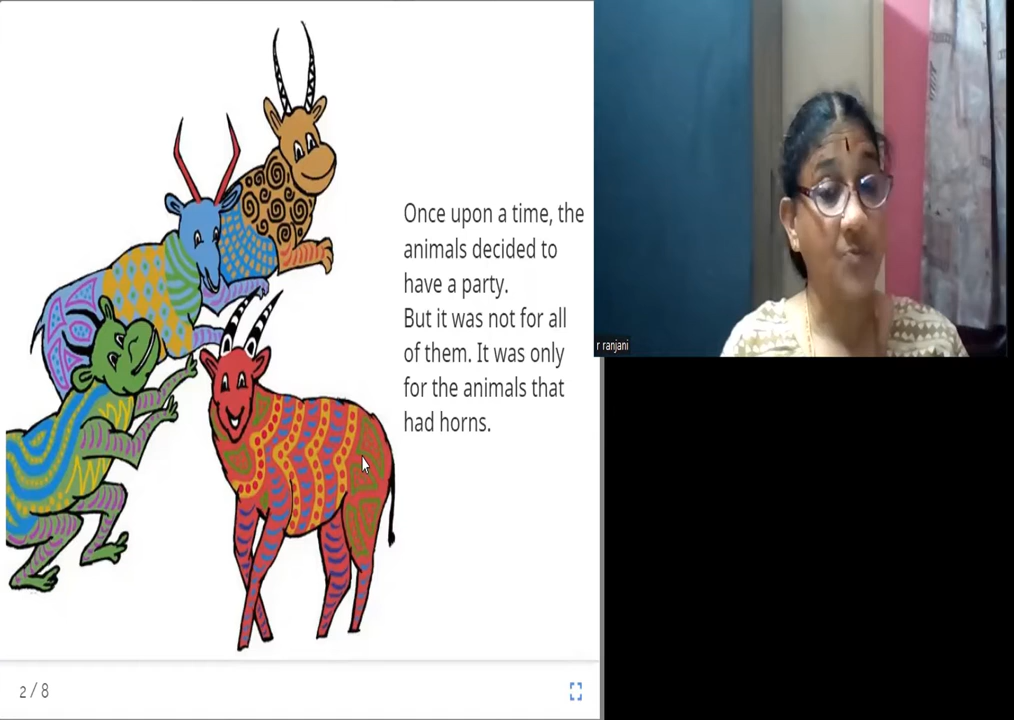 Once upon a time, the
animals decided to
have a party.
But it was not for all
of them. It was only
for the animals that
had horns.
r ranjani
2 / 8